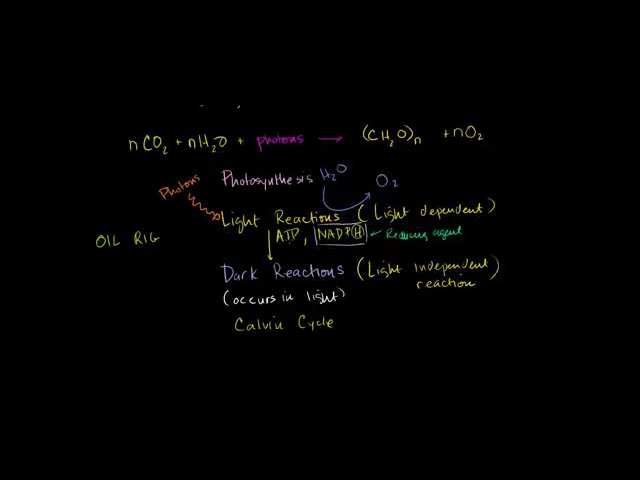 nCO₂ + nH₂O + photons → (CH₂O)n + nO₂
Photosynthesis H₂O O₂
Photons
Light Reactions (Light dependent)
ATP, NADPH ← Reducing agent
OIL RIG
Dark Reactions (Light independent reaction)
(occurs in light)
Calvin Cycle